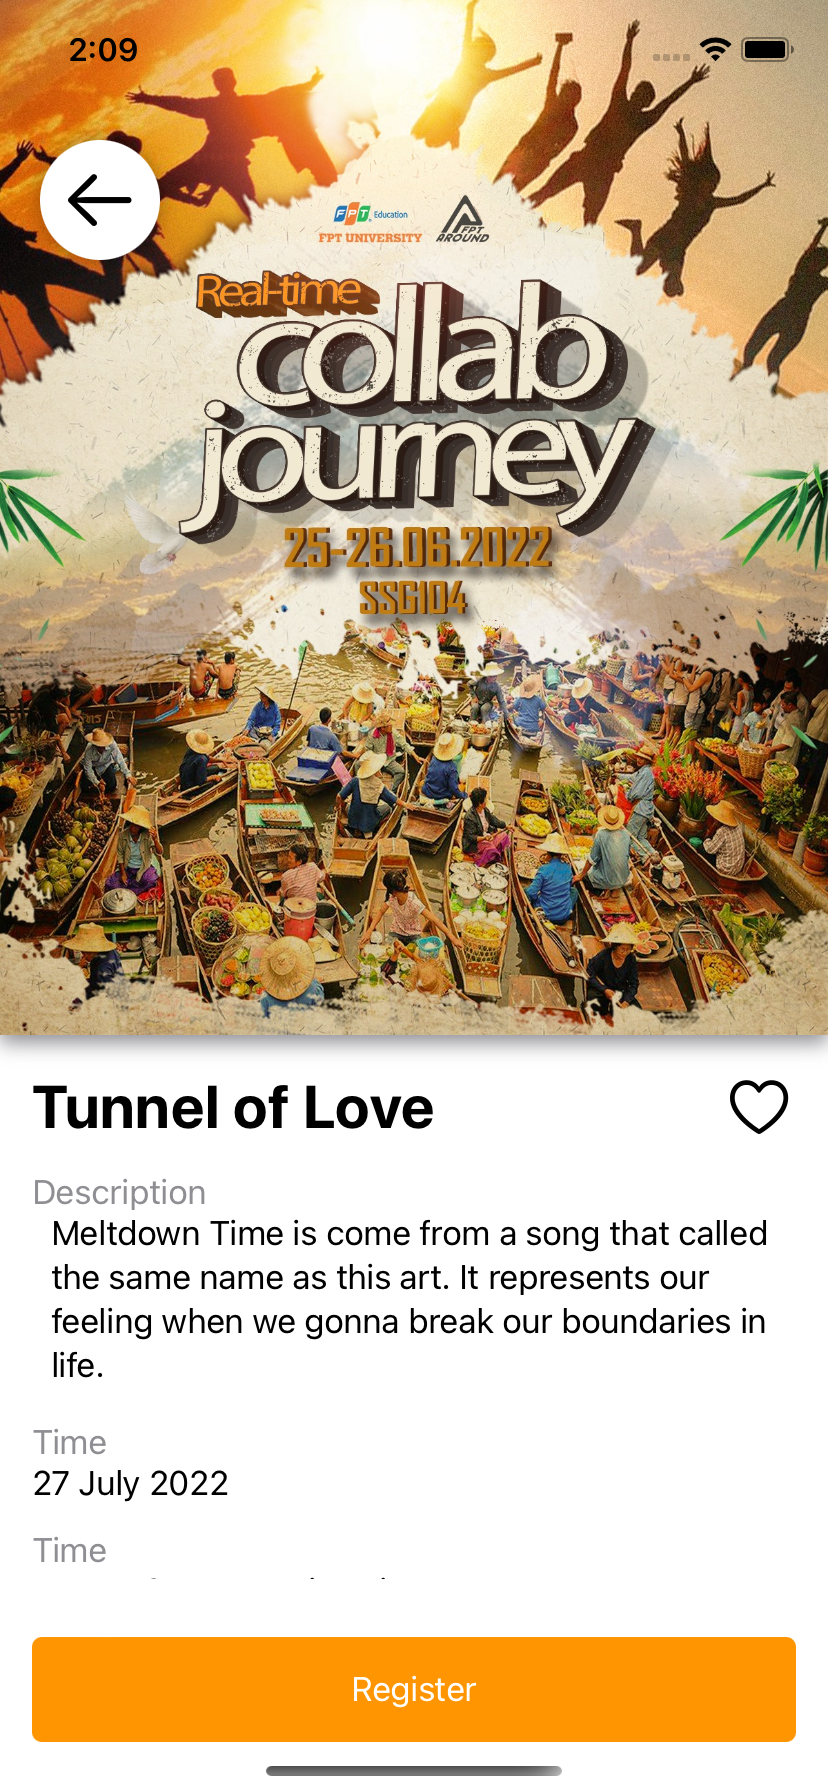 2:09
FPT Education
FPT UNIVERSITY
FPT
AROUND
Real-time
collab
journey
25-26.06.2022
SSG104
Tunnel of Love
Description
Meltdown Time is come from a song that called
the same name as this art. It represents our
feeling when we gonna break our boundaries in
life.
Time
27 July 2022
Time
Register